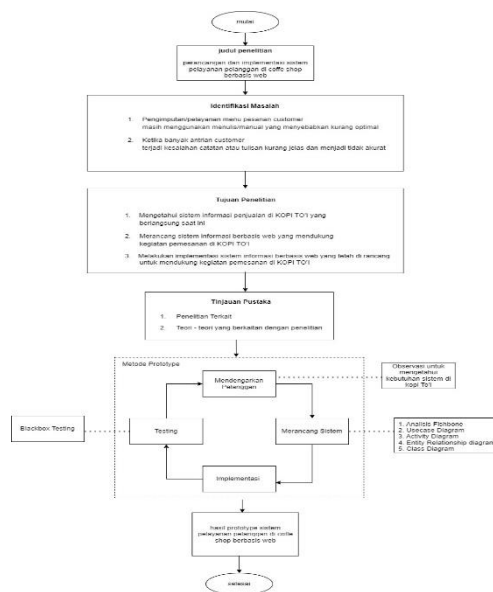 mulai
judul penelitian
perancangan dan implementasi sistem
pelayanan pelanggan di coffe shop
berbasis web
Identifikasi Masalah
1. Penginputan/pelayanan menu pesanan customer
masih menggunakan menulis/manual yang menyebabkan kurang optimal
2. Ketika banyak antrian customer
terjadi kesalahan catatan atau tulisan kurang jelas dan menjadi tidak akurat
Tujuan Penelitian
1. Mengetahui sistem informasi penjualan di KOPI TO'I yang
berlangsung saat ini
2. Merancang sistem informasi berbasis web yang mendukung
kegiatan pemesanan di KOPI TO'I
3. Melakukan implementasi sistem informasi berbasis web yang telah di rancang
untuk mendukung kegiatan pemesanan di KOPI TO'I
Tinjauan Pustaka
1. Penelitian Terkait
2. Teori - teori yang berkaitan dengan penelitian
Metode Prototype
Mendengarkan
Pelanggan
Observasi untuk
mengetahui
kebutuhan sistem di
kopi To'i
Blackbox Testing
Testing
Merancang Sistem
1. Analisis Fishbone
2. Usecase Diagram
3. Activity Diagram
4. Entity Relationship diagram
5. Class Diagram
Implementasi
hasil prototype sistem
pelayanan pelanggan di coffe
shop berbasis web
selesai